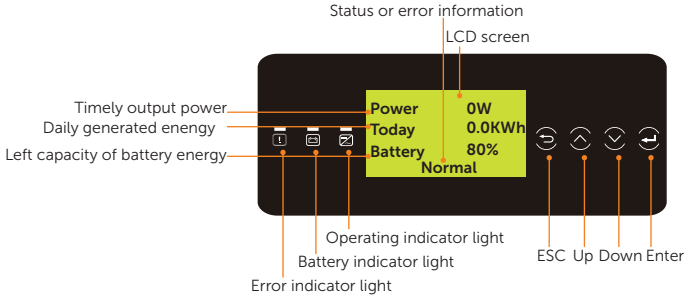 Status or error information
LCD screen
Timely output power
Daily generated energy
Left capacity of battery energy
Power 0W
Today 0.0KWh
Battery 80%
Normal
Operating indicator light
Battery indicator light
Error indicator light
ESC Up Down Enter